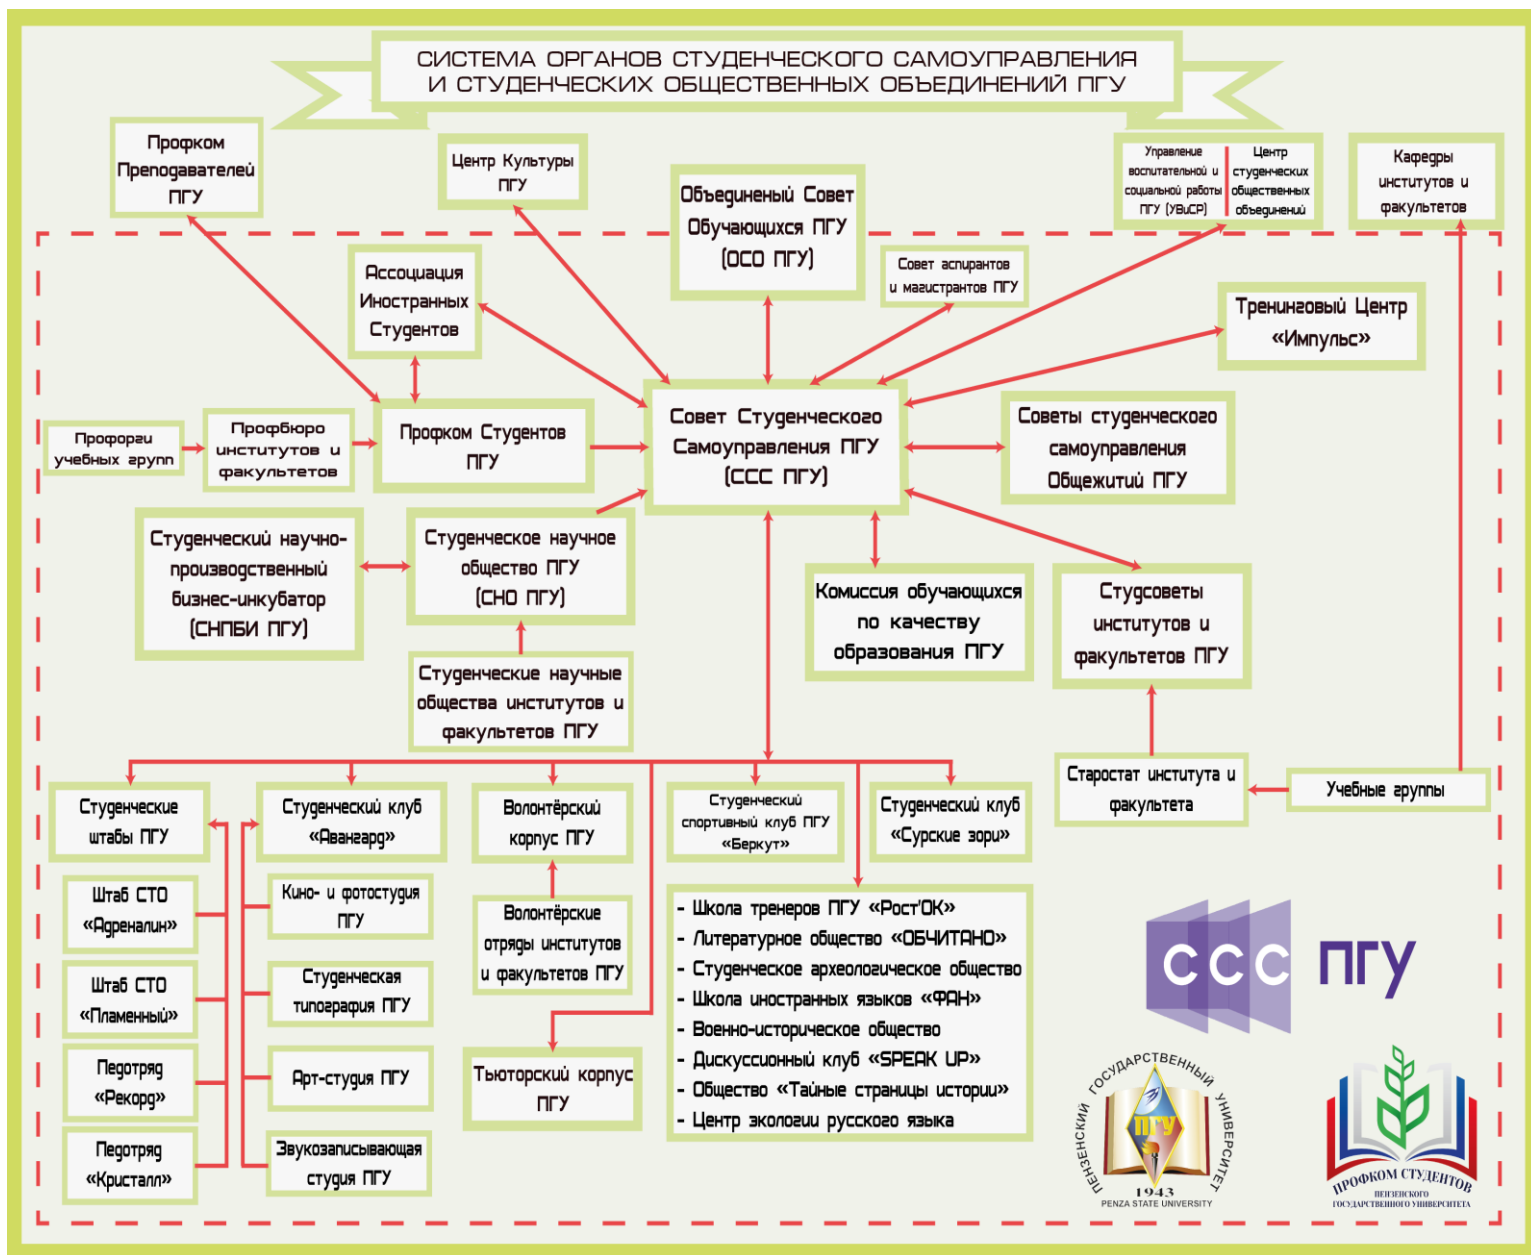 СИСТЕМА ОРГАНОВ СТУДЕНЧЕСКОГО САМОУПРАВЛЕНИЯ
И СТУДЕНЧЕСКИХ ОБЩЕСТВЕННЫХ ОБЪЕДИНЕНИЙ ПГУ
Профком
Преподавателей
ПГУ
Центр Культуры
ПГУ
Объединеный Совет
Обучающихся ПГУ
(ОСО ПГУ)
Управление
воспитательной и
социальной работы
ПГУ (УВиСР)
Центр
студенческих
общественных
объединений
Кафедры
институтов и
факультетов
Ассоциация
Иностранных
Студентов
Совет аспирантов
и магистрантов ПГУ
Тренинговый Центр
«Импульс»
Профорги
учебных групп
Профбюро
институтов и
факультетов
Профком Студентов
ПГУ
Совет Студенческого
Самоуправления ПГУ
(ССС ПГУ)
Советы студенческого
самоуправления
Общежитий ПГУ
Студенческий научно-
производственный
бизнес-инкубатор
(СНПБИ ПГУ)
Студенческое научное
общество ПГУ
(СНО ПГУ)
Комиссия обучающихся
по качеству
образования ПГУ
Студсоветы
институтов и
факультетов ПГУ
Студенческие научные
общества институтов и
факультетов ПГУ
Старостат института и
факультета
Учебные группы
Студенческие
штабы ПГУ
Студенческий клуб
«Авангард»
Волонтёрский
корпус ПГУ
Студенческий
спортивный клуб ПГУ
«Беркут»
Студенческий клуб
«Сурские зори»
Штаб СТО
«Адреналин»
Штаб СТО
«Пламенный»
Педотряд
«Рекорд»
Педотряд
«Кристалл»
Кино- и фотостудия
ПГУ
Студенческая
типография ПГУ
Арт-студия ПГУ
Звукозаписывающая
студия ПГУ
Волонтёрские
отряды институтов
и факультетов ПГУ
Тьюторский корпус
ПГУ
- Школа тренеров ПГУ «Рост'ОК»
- Литературное общество «ОБЧИТАНО»
- Студенческое археологическое общество
- Школа иностранных языков «ФАН»
- Военно-историческое общество
- Дискуссионный клуб «SPEAK UP»
- Общество «Тайные страницы истории»
- Центр экологии русского языка
ССС ПГУ
ПЕНЗЕНСКИЙ ГОСУДАРСТВЕННЫЙ УНИВЕРСИТЕТ
ПГУ
1943
PENZA STATE UNIVERSITY
ПРОФКОМ СТУДЕНТОВ
ПЕНЗЕНСКОГО
ГОСУДАРСТВЕННОГО УНИВЕРСИТЕТА